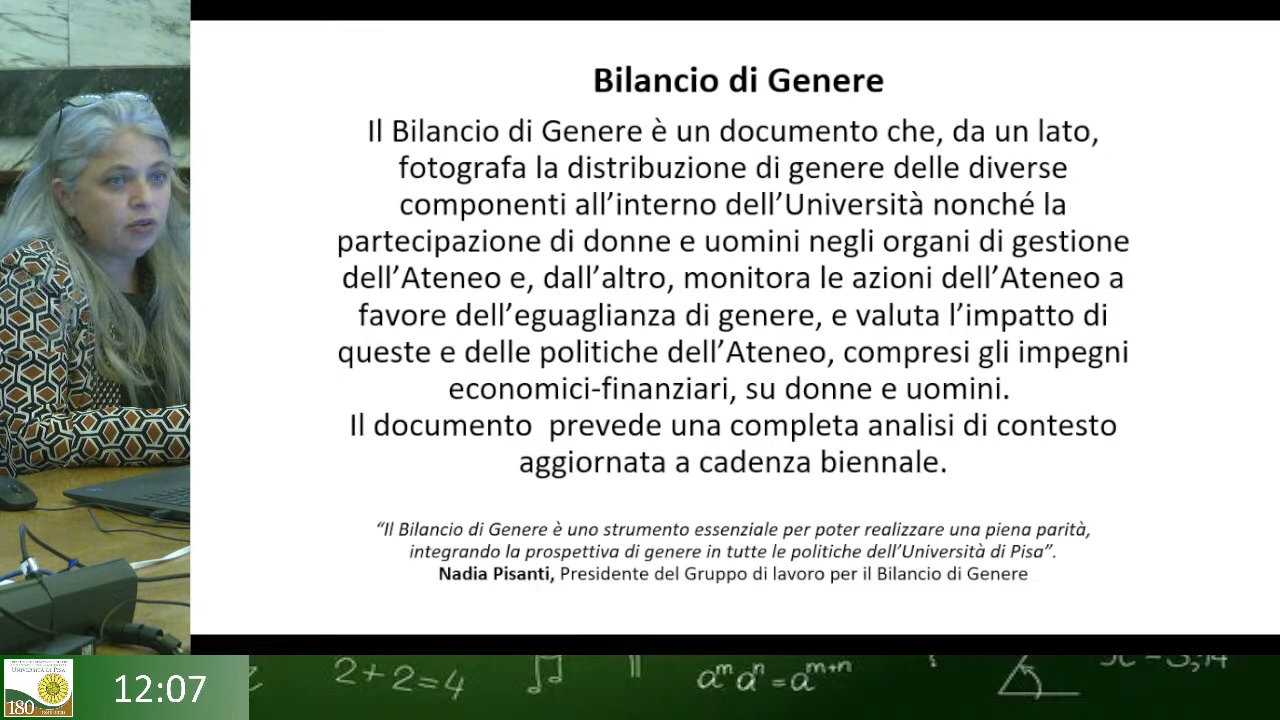 Bilancio di Genere
Il Bilancio di Genere è un documento che, da un lato,
fotografa la distribuzione di genere delle diverse
componenti all’interno dell’Università nonché la
partecipazione di donne e uomini negli organi di gestione
dell’Ateneo e, dall’altro, monitora le azioni dell’Ateneo a
favore dell’eguaglianza di genere, e valuta l’impatto di
queste e delle politiche dell’Ateneo, compresi gli impegni
economici-finanziari, su donne e uomini.
Il documento prevede una completa analisi di contesto
aggiornata a cadenza biennale.
“Il Bilancio di Genere è uno strumento essenziale per poter realizzare una piena parità,
integrando la prospettiva di genere in tutte le politiche dell’Università di Pisa”.
Nadia Pisanti, Presidente del Gruppo di lavoro per il Bilancio di Genere
UNIVERSITÀ DI PISA
180
12:07
2+2=4
aᵐaⁿ=aᵐ⁺ⁿ